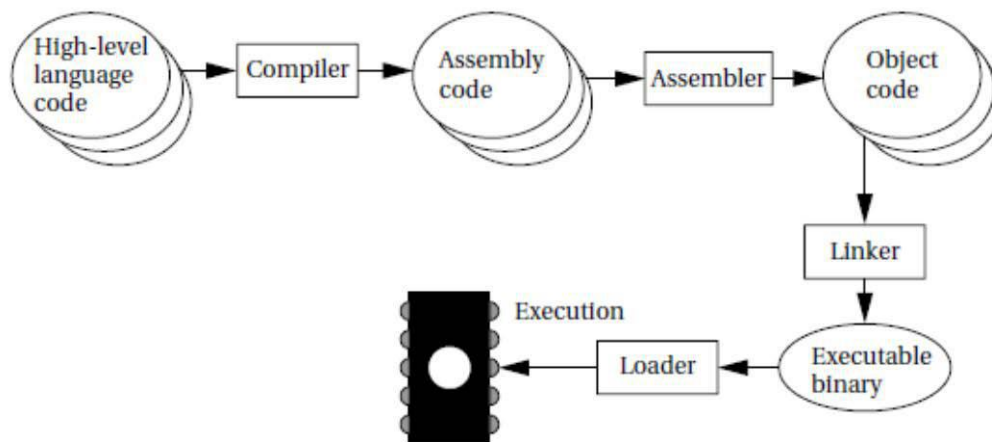 High-level
language
code
Compiler
Assembly
code
Assembler
Object
code
Linker
Execution
Loader
Executable
binary